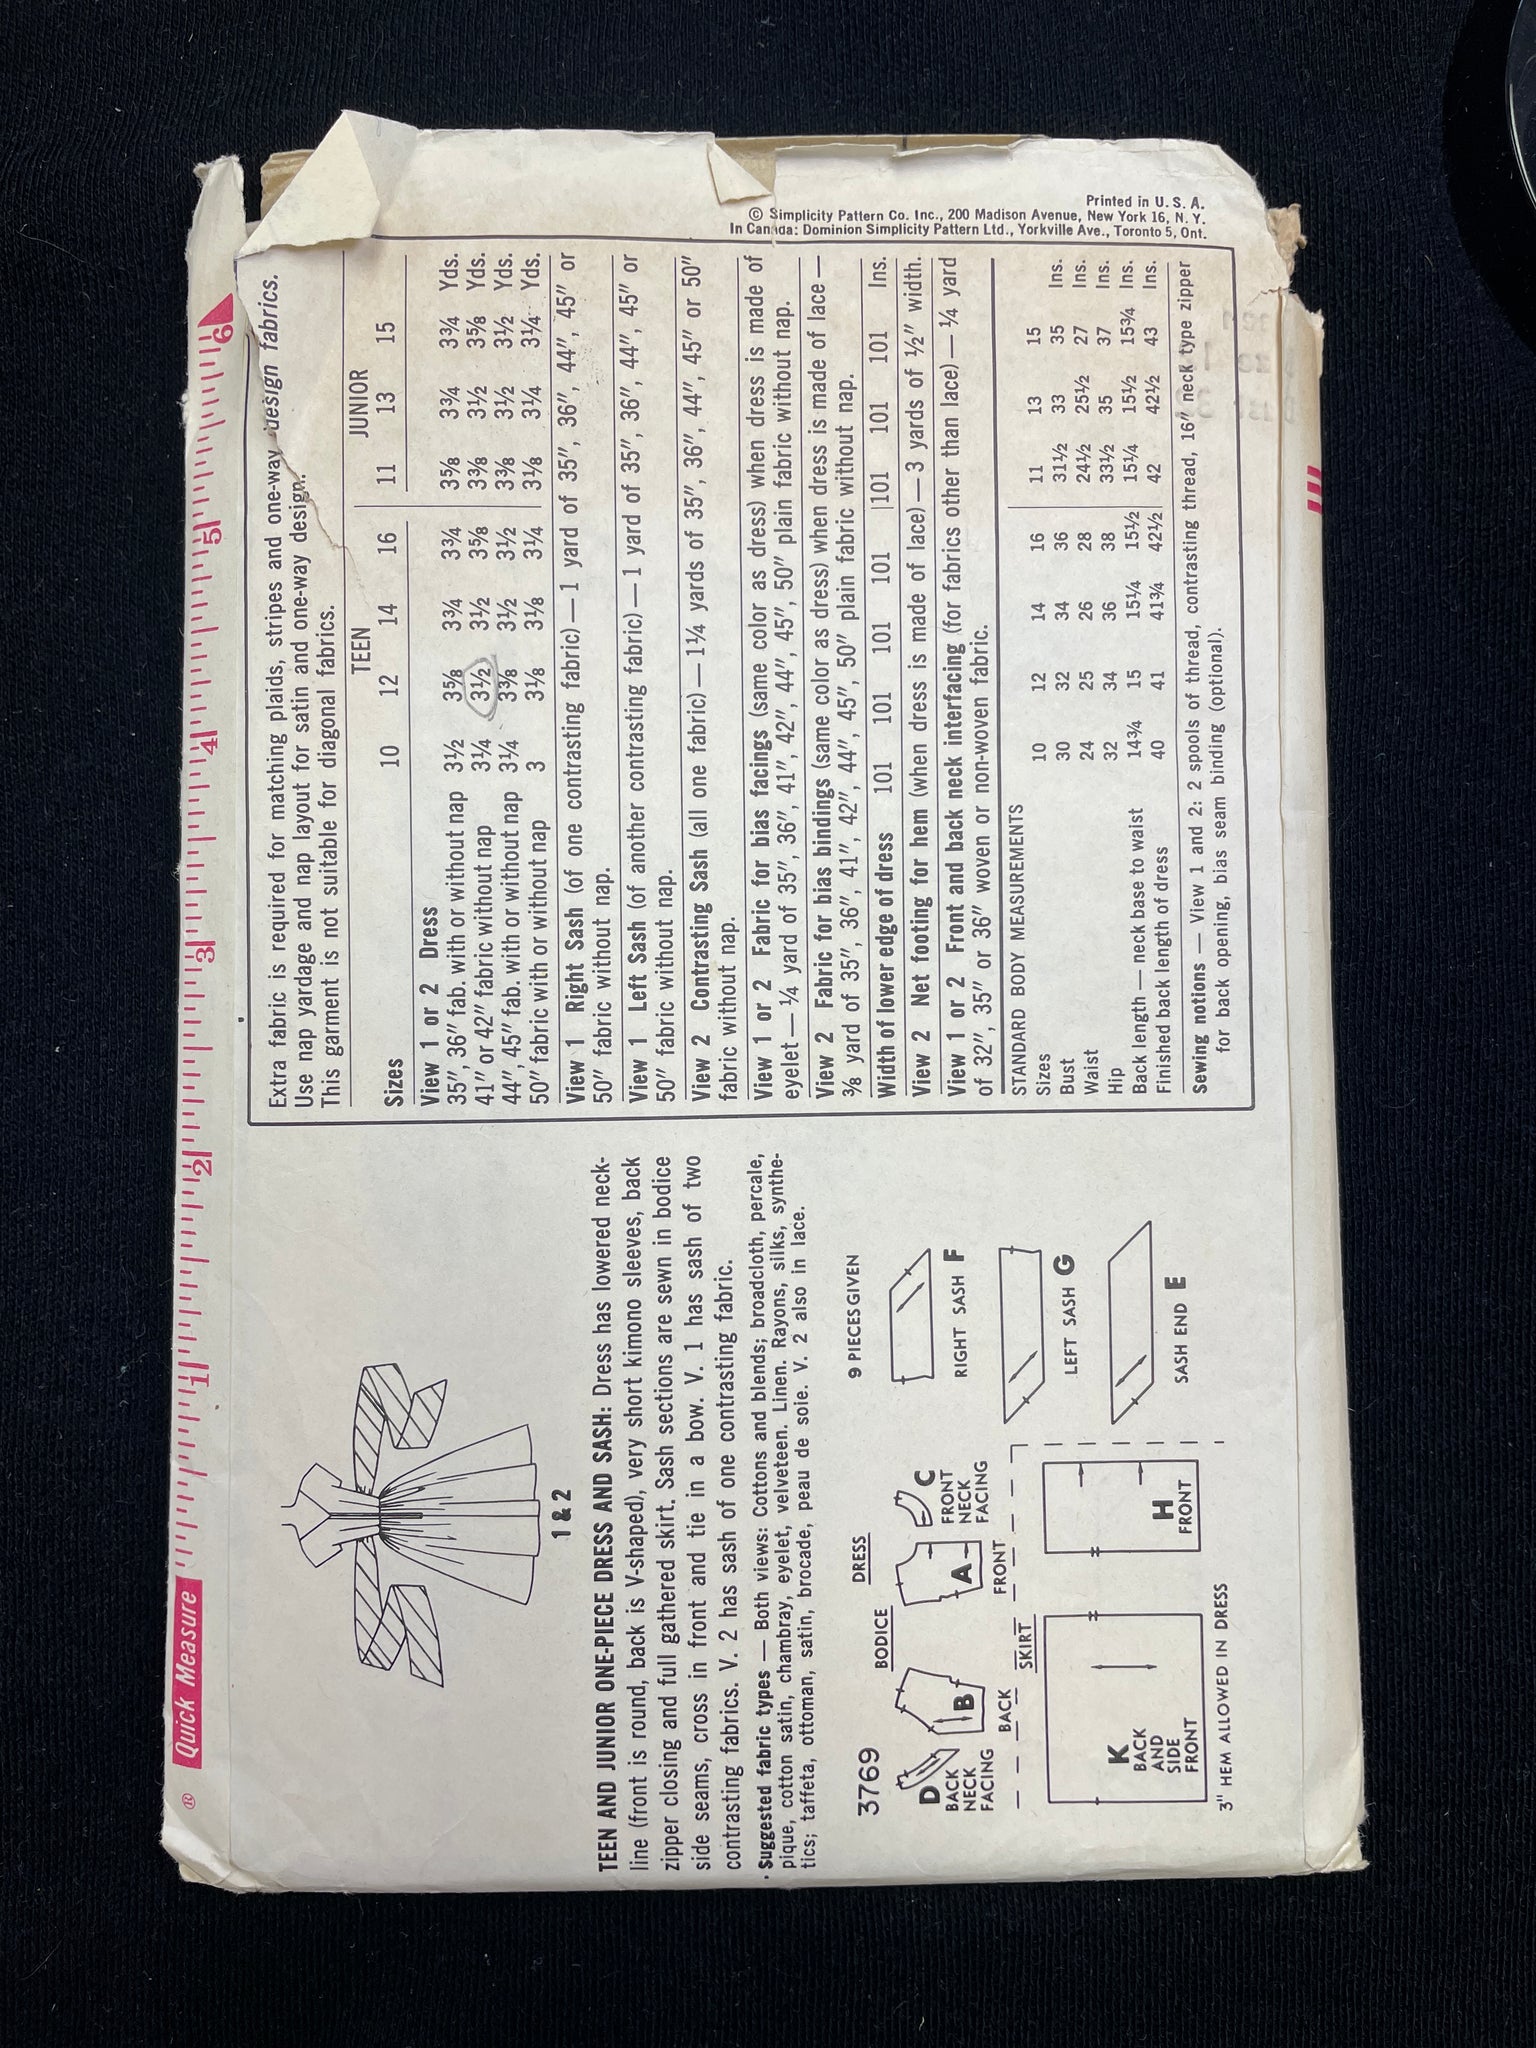 ® Quick Measure 1 2 3 4 5 6
1 & 2
TEEN AND JUNIOR ONE-PIECE DRESS AND SASH: Dress has lowered neck-
line (front is round, back is V-shaped), very short kimono sleeves, back
zipper closing and full gathered skirt. Sash sections are sewn in bodice
side seams, cross in front and tie in a bow. V. 1 has sash of two
contrasting fabrics. V. 2 has sash of one contrasting fabric.
Suggested fabric types — Both views: Cottons and blends; broadcloth, percale,
pique, cotton satin, chambray, eyelet, velveteen. Linen. Rayons, silks, synthe-
tics; taffeta, ottoman, satin, brocade, peau de soie. V. 2 also in lace.
3769
DRESS
9 PIECES GIVEN
BODICE
D
BACK
NECK
FACING
B
BACK
A
FRONT
C
FRONT
NECK
FACING
RIGHT SASH F
LEFT SASH G
SASH END E
SKIRT
K
BACK
AND
SIDE
FRONT
H
FRONT
3" HEM ALLOWED IN DRESS
Extra fabric is required for matching plaids, stripes and one-way design fabrics.
Use nap yardage and nap layout for satin and one-way design.
This garment is not suitable for diagonal fabrics.
TEEN JUNIOR
Sizes 10 12 14 16 11 13 15
View 1 or 2 Dress
35", 36" fab. with or without nap 3½ 3⅝ 3¾ 3¾ 3⅝ 3¾ 3¾ Yds.
41" or 42" fabric without nap 3¼ 3½ 3½ 3⅝ 3⅜ 3½ 3⅝ Yds.
44", 45" fab. with or without nap 3¼ 3⅜ 3½ 3½ 3⅜ 3½ 3½ Yds.
50" fabric with or without nap 3 3⅛ 3⅛ 3¼ 3⅛ 3¼ 3¼ Yds.
View 1 Right Sash (of one contrasting fabric) — 1 yard of 35", 36", 44", 45" or
50" fabric without nap.
View 1 Left Sash (of another contrasting fabric) — 1 yard of 35", 36", 44", 45" or
50" fabric without nap.
View 2 Contrasting Sash (all one fabric) — 1¼ yards of 35", 36", 44", 45" or 50"
fabric without nap.
View 1 or 2 Fabric for bias facings (same color as dress) when dress is made of
eyelet — ¼ yard of 35", 36", 41", 42", 44", 45", 50" plain fabric without nap.
View 2 Fabric for bias bindings (same color as dress) when dress is made of lace —
⅜ yard of 35", 36", 41", 42", 44", 45", 50" plain fabric without nap.
Width of lower edge of dress 101 101 101 101 101 101 101 Ins.
View 2 Net footing for hem (when dress is made of lace) — 3 yards of ½" width.
View 1 or 2 Front and back neck interfacing (for fabrics other than lace) — ¼ yard
of 32", 35" or 36" woven or non-woven fabric.
STANDARD BODY MEASUREMENTS
Sizes 10 12 14 16 11 13 15
Bust 30 32 34 36 31½ 33 35 Ins.
Waist 24 25 26 28 24½ 25½ 27 Ins.
Hip 32 34 36 38 33½ 35 37 Ins.
Back length — neck base to waist 14¾ 15 15¼ 15½ 15¼ 15½ 15¾ Ins.
Finished back length of dress 40 41 41¾ 42½ 42 42½ 43 Ins.
Sewing notions — View 1 and 2: 2 spools of thread, contrasting thread, 16" neck type zipper
for back opening, bias seam binding (optional).
Printed in U. S. A.
© Simplicity Pattern Co. Inc., 200 Madison Avenue, New York 16, N. Y.
In Canada: Dominion Simplicity Pattern Ltd., Yorkville Ave., Toronto 5, Ont.